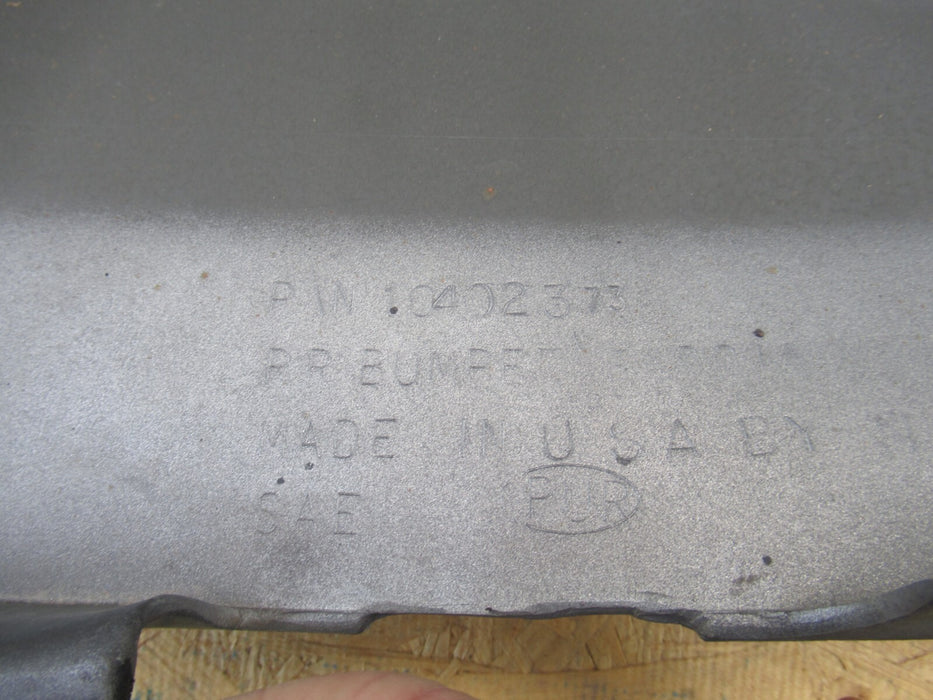 P/N 10402373
RR BUMPER
MADE IN U S A BY
SAE PUR